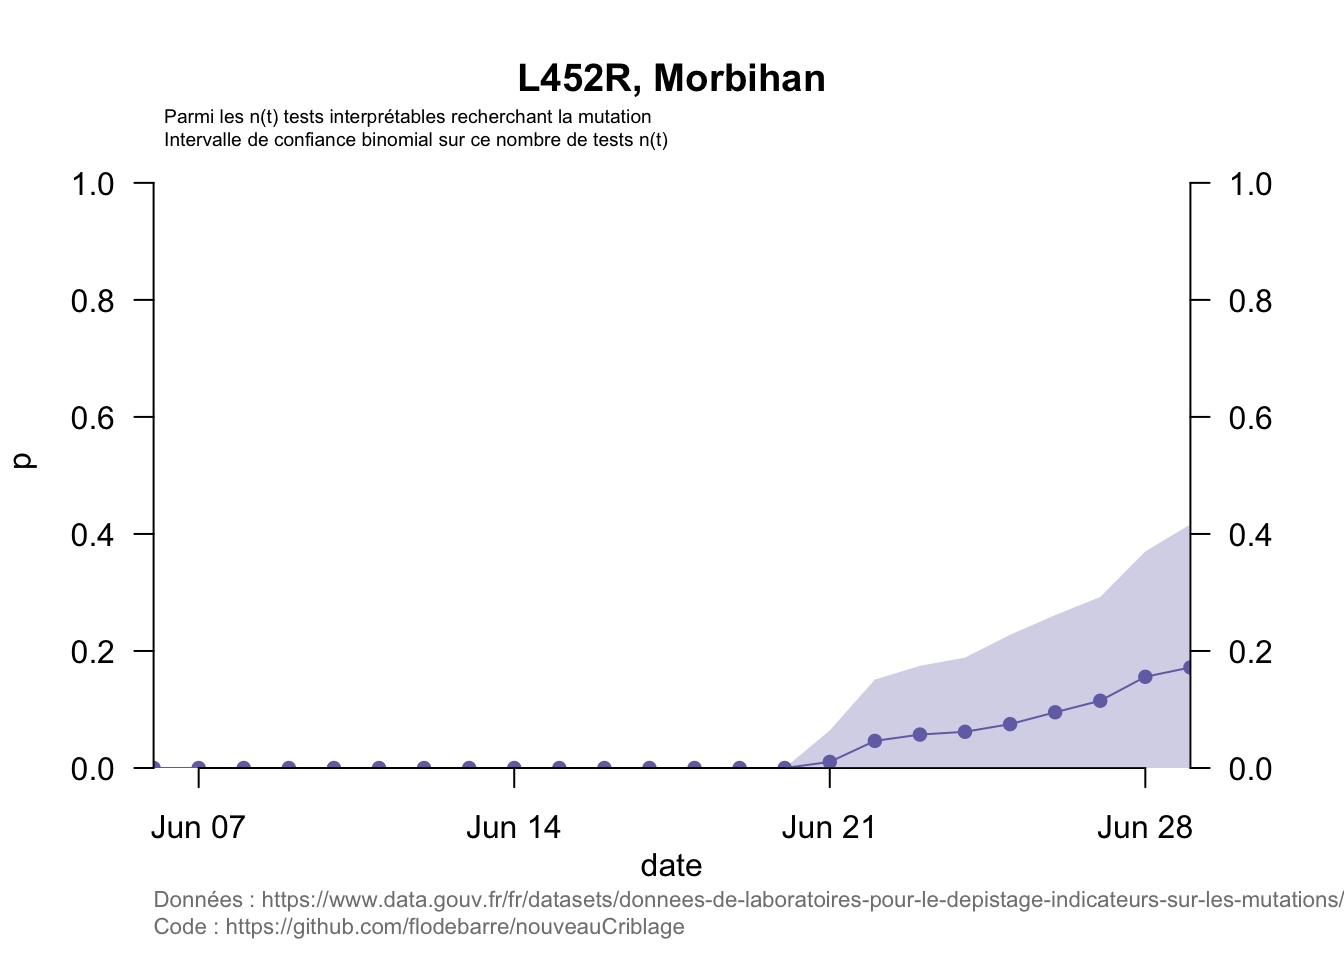 L452R, Morbihan
Parmi les n(t) tests interprétables recherchant la mutation
Intervalle de confiance binomial sur ce nombre de tests n(t)
1.0 1.0
0.8 0.8
0.6 0.6
p
0.4 0.4
0.2 0.2
0.0 0.0
Jun 07 Jun 14 Jun 21 Jun 28
date
Données : https://www.data.gouv.fr/fr/datasets/donnees-de-laboratoires-pour-le-depistage-indicateurs-sur-les-mutations/
Code : https://github.com/flodebarre/nouveauCriblage